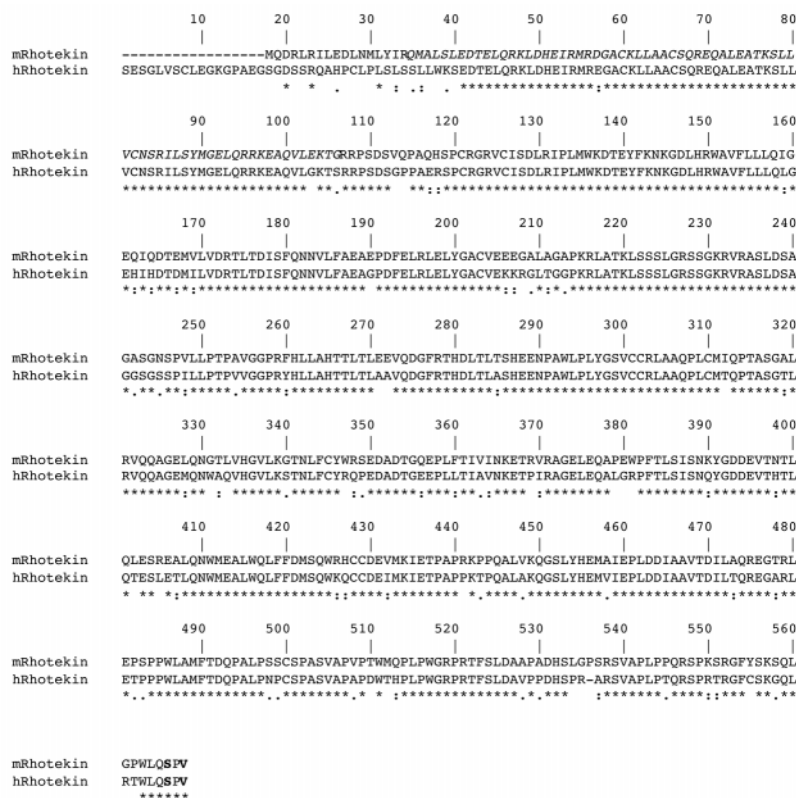 10 20 30 40 50 60 70 80
mRhotekin -----------------MQDRLRILEDLNMLYIRQMALSLEDTELQRKLDHEIRMRDGACKLLAACSQREQALEATKSLL
hRhotekin SESGLVSCLEGKGPAEGSGDSSRQAHPCLPLSLSSLLWKSEDTELQRKLDHEIRMREGACKLLAACSQREQALEATKSLL
90 100 110 120 130 140 150 160
mRhotekin VCNSRILSYMGELQRRKEAQVLEKTGRRPSDSVQPAQHSPCRGRVCISDLRIPLMWKDTEYFKNKGDLHRWAVFLLLQIG
hRhotekin VCNSRILSYMGELQRRKEAQVLGKTSRRPSDSGPPAERSPCRGRVCISDLRIPLMWKDTEYFKNKGDLHRWAVFLLLQLG
170 180 190 200 210 220 230 240
mRhotekin EQIQDTEMVLVDRTLTDISFQNNVLFAEAEPDFELRLELYGACVEEEGALAGAPKRLATKLSSSLGRSSGKRVRASLDSA
hRhotekin EHIHDTDMILVDRTLTDISFQNNVLFAEAGPDFELRLELYGACVEKKRGLTGGPKRLATKLSSSLGRSSGKRVRASLDSA
250 260 270 280 290 300 310 320
mRhotekin GASGNSPVLLPTPAVGGPRFHLLAHTTLTLEEVQDGFRTHDLTLTSHEENPAWLPLYGSVCCRLAAQPLCMIQPTASGAL
hRhotekin GGSGSSPILLPTPVVGGPRYHLLAHTTLTLAAVQDGFRTHDLTLASHEENPAWLPLYGSVCCRLAAQPLCMTQPTASGTL
330 340 350 360 370 380 390 400
mRhotekin RVQQAGELQNGTLVHGVLKGTNLFCYWRSEDADTGQEPLFTIVINKETRVRAGELEQAPEWPFTLSISNKYGDDEVTNTL
hRhotekin RVQQAGEMQNWAQVHGVLKSTNLFCYRQPEDADTGEEPLLTIAVNKETPIRAGELEQALGRPFTLSISNQYGDDEVTHTL
410 420 430 440 450 460 470 480
mRhotekin QLESREALQNWMEALWQLFFDMSQWRHCCDEVMKIETPAPRKPPQALVKQGSLYHEMAIEPLDDIAAVTDILAQREGTRL
hRhotekin QTESLETLQNWMEALWQLFFDMSQWKQCCDEIMKIETPAPPKTPQALAKQGSLYHEMVIEPLDDIAAVTDILTQREGARL
490 500 510 520 530 540 550 560
mRhotekin EPSPPWLAMFTDQPALPSSCSPASVAPVPTWMQPLPWGRPRTFSLDAAPADHSLGPSRSVAPLPPQRSPKSRGFYSKSQL
hRhotekin ETPPPWLAMFTDQPALPNPCSPASVAPAPDWTHPLPWGRPRTFSLDAVPPDHSPR-ARSVAPLPTQRSPRTRGFCSKGQL
mRhotekin GPWLQSPV
hRhotekin RTWLQSPV
******